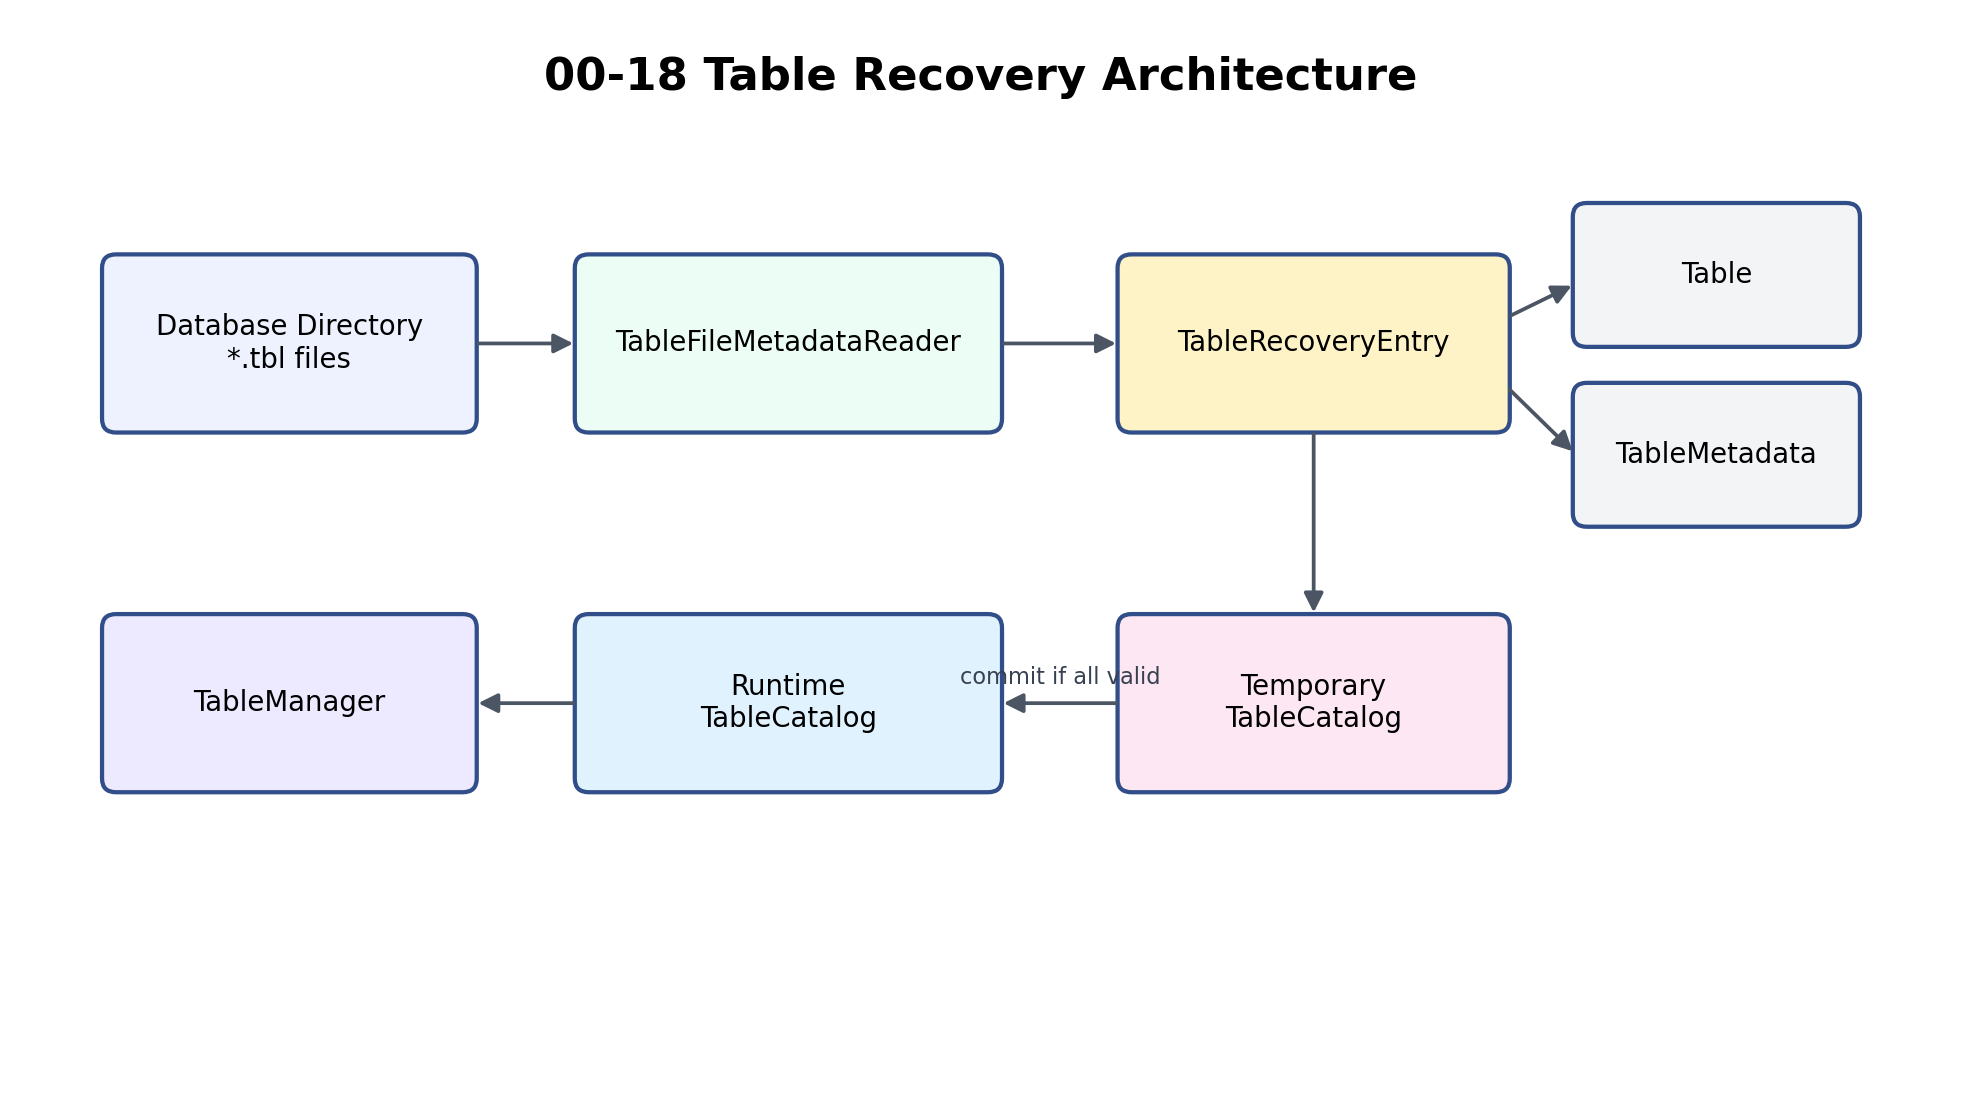 00-18 Table Recovery Architecture
Database Directory
*.tbl files
TableFileMetadataReader
TableRecoveryEntry
Table
TableMetadata
TableManager
Runtime
TableCatalog
commit if all valid
Temporary
TableCatalog